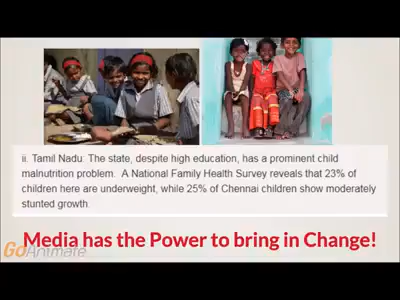 ii. Tamil Nadu: The state, despite high education, has a prominent child
malnutrition problem.  A National Family Health Survey reveals that 23% of
children here are underweight, while 25% of Chennai children show moderately
stunted growth.
Media has the Power to bring in Change!
GoAnimate